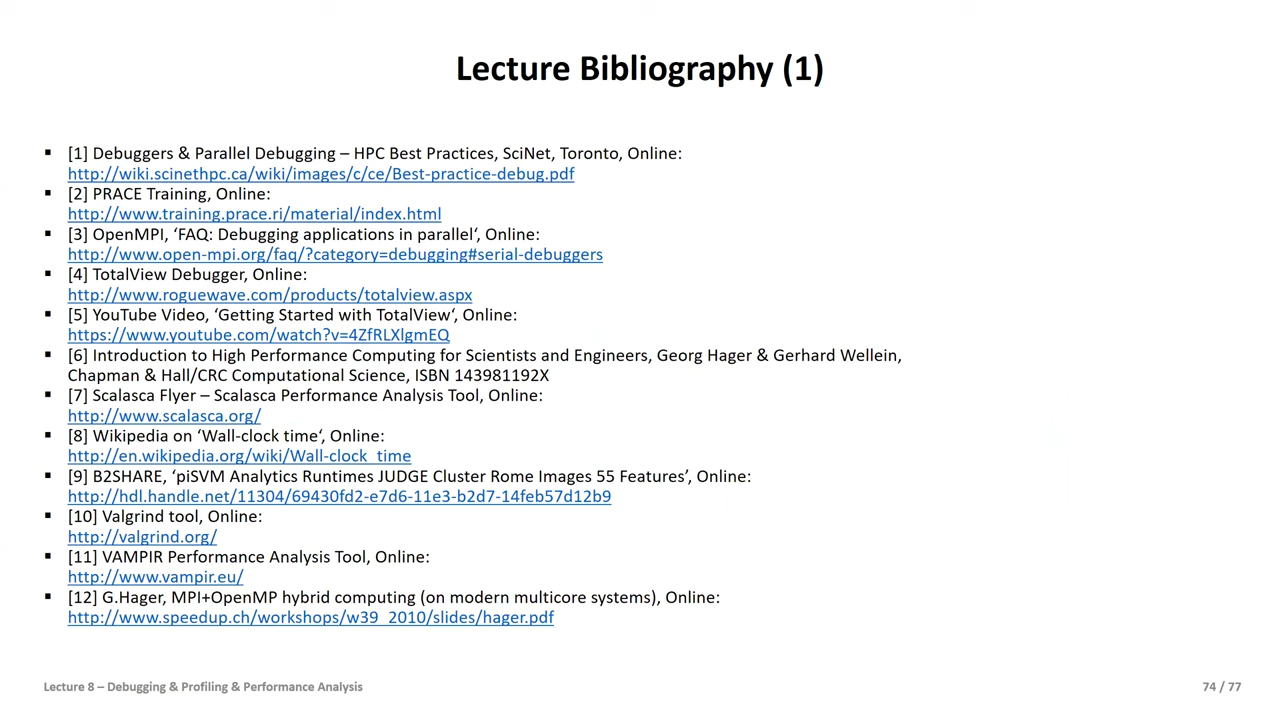 Lecture Bibliography (1)
▪ [1] Debuggers & Parallel Debugging – HPC Best Practices, SciNet, Toronto, Online:
http://wiki.scinethpc.ca/wiki/images/c/ce/Best-practice-debug.pdf
▪ [2] PRACE Training, Online:
http://www.training.prace.ri/material/index.html
▪ [3] OpenMPI, ‘FAQ: Debugging applications in parallel‘, Online:
http://www.open-mpi.org/faq/?category=debugging#serial-debuggers
▪ [4] TotalView Debugger, Online:
http://www.roguewave.com/products/totalview.aspx
▪ [5] YouTube Video, ‘Getting Started with TotalView‘, Online:
https://www.youtube.com/watch?v=4ZfRLXlgmEQ
▪ [6] Introduction to High Performance Computing for Scientists and Engineers, Georg Hager & Gerhard Wellein,
Chapman & Hall/CRC Computational Science, ISBN 143981192X
▪ [7] Scalasca Flyer – Scalasca Performance Analysis Tool, Online:
http://www.scalasca.org/
▪ [8] Wikipedia on ‘Wall-clock time‘, Online:
http://en.wikipedia.org/wiki/Wall-clock_time
▪ [9] B2SHARE, ‘piSVM Analytics Runtimes JUDGE Cluster Rome Images 55 Features’, Online:
http://hdl.handle.net/11304/69430fd2-e7d6-11e3-b2d7-14feb57d12b9
▪ [10] Valgrind tool, Online:
http://valgrind.org/
▪ [11] VAMPIR Performance Analysis Tool, Online:
http://www.vampir.eu/
▪ [12] G.Hager, MPI+OpenMP hybrid computing (on modern multicore systems), Online:
http://www.speedup.ch/workshops/w39_2010/slides/hager.pdf
Lecture 8 – Debugging & Profiling & Performance Analysis
74 / 77